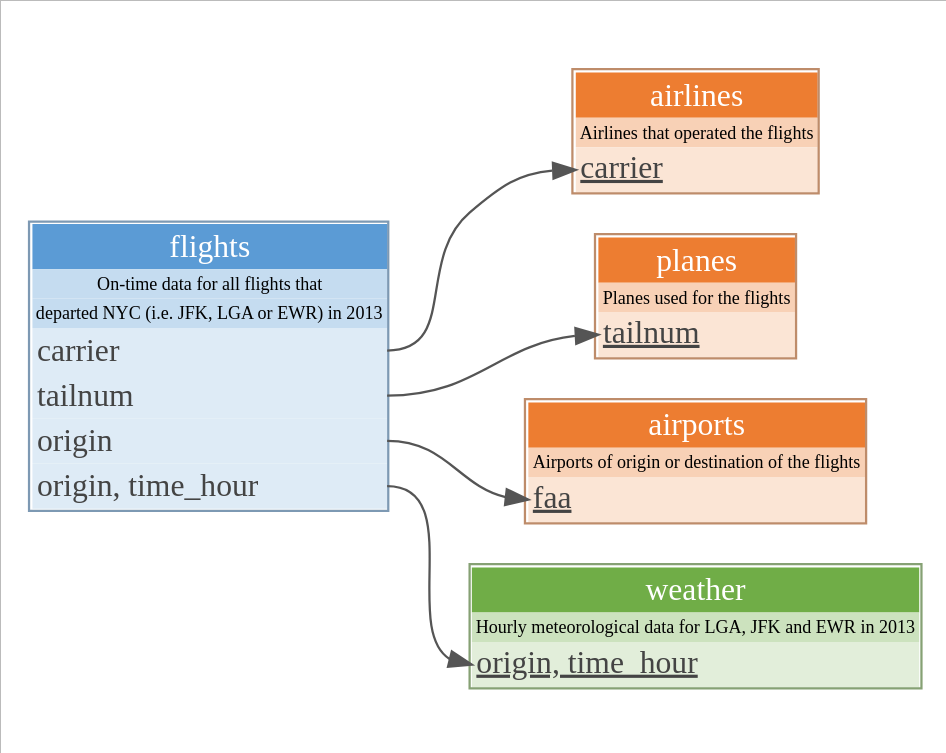 airlines
Airlines that operated the flights
carrier
flights
On-time data for all flights that
departed NYC (i.e. JFK, LGA or EWR) in 2013
carrier
tailnum
origin
origin, time_hour
planes
Planes used for the flights
tailnum
airports
Airports of origin or destination of the flights
faa
weather
Hourly meteorological data for LGA, JFK and EWR in 2013
origin, time_hour